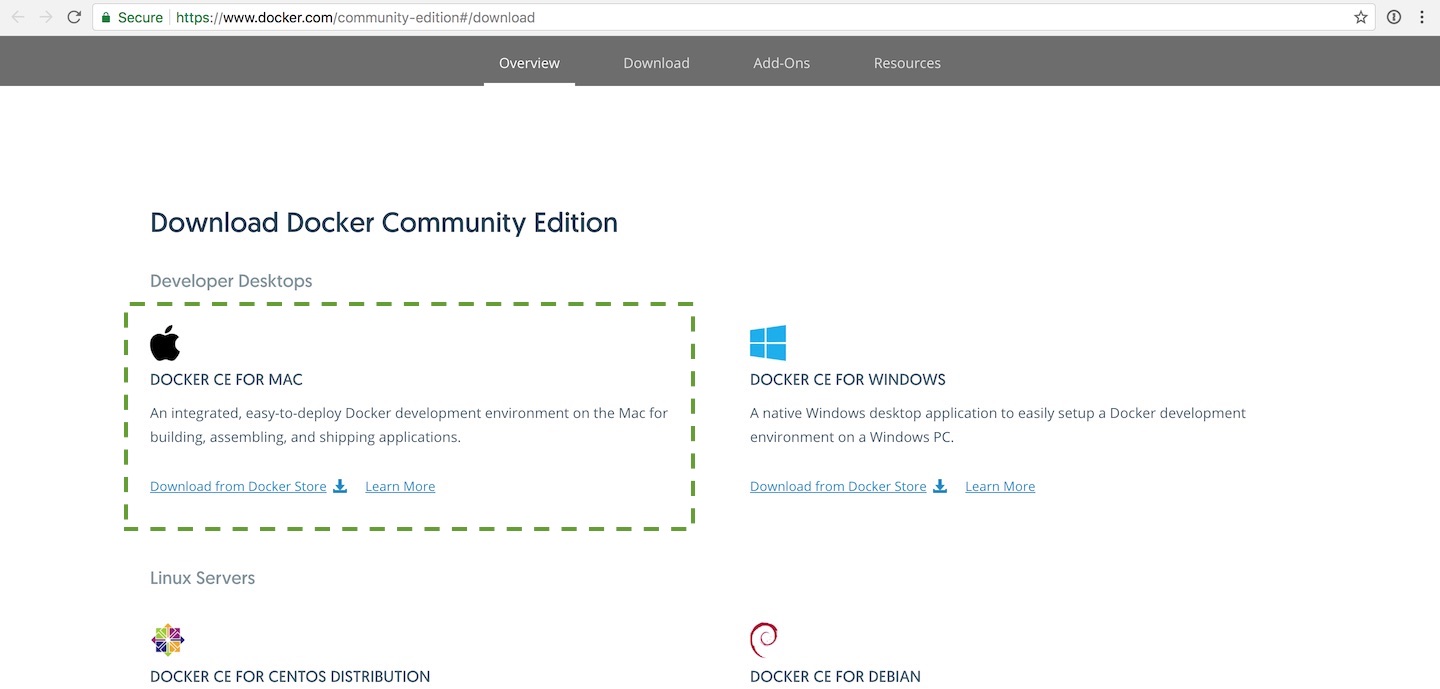 Secure https://www.docker.com/community-edition#/download
Overview Download Add-Ons Resources
Download Docker Community Edition
Developer Desktops
DOCKER CE FOR MAC
An integrated, easy-to-deploy Docker development environment on the Mac for
building, assembling, and shipping applications.
Download from Docker Store Learn More
DOCKER CE FOR WINDOWS
A native Windows desktop application to easily setup a Docker development
environment on a Windows PC.
Download from Docker Store Learn More
Linux Servers
DOCKER CE FOR CENTOS DISTRIBUTION
DOCKER CE FOR DEBIAN